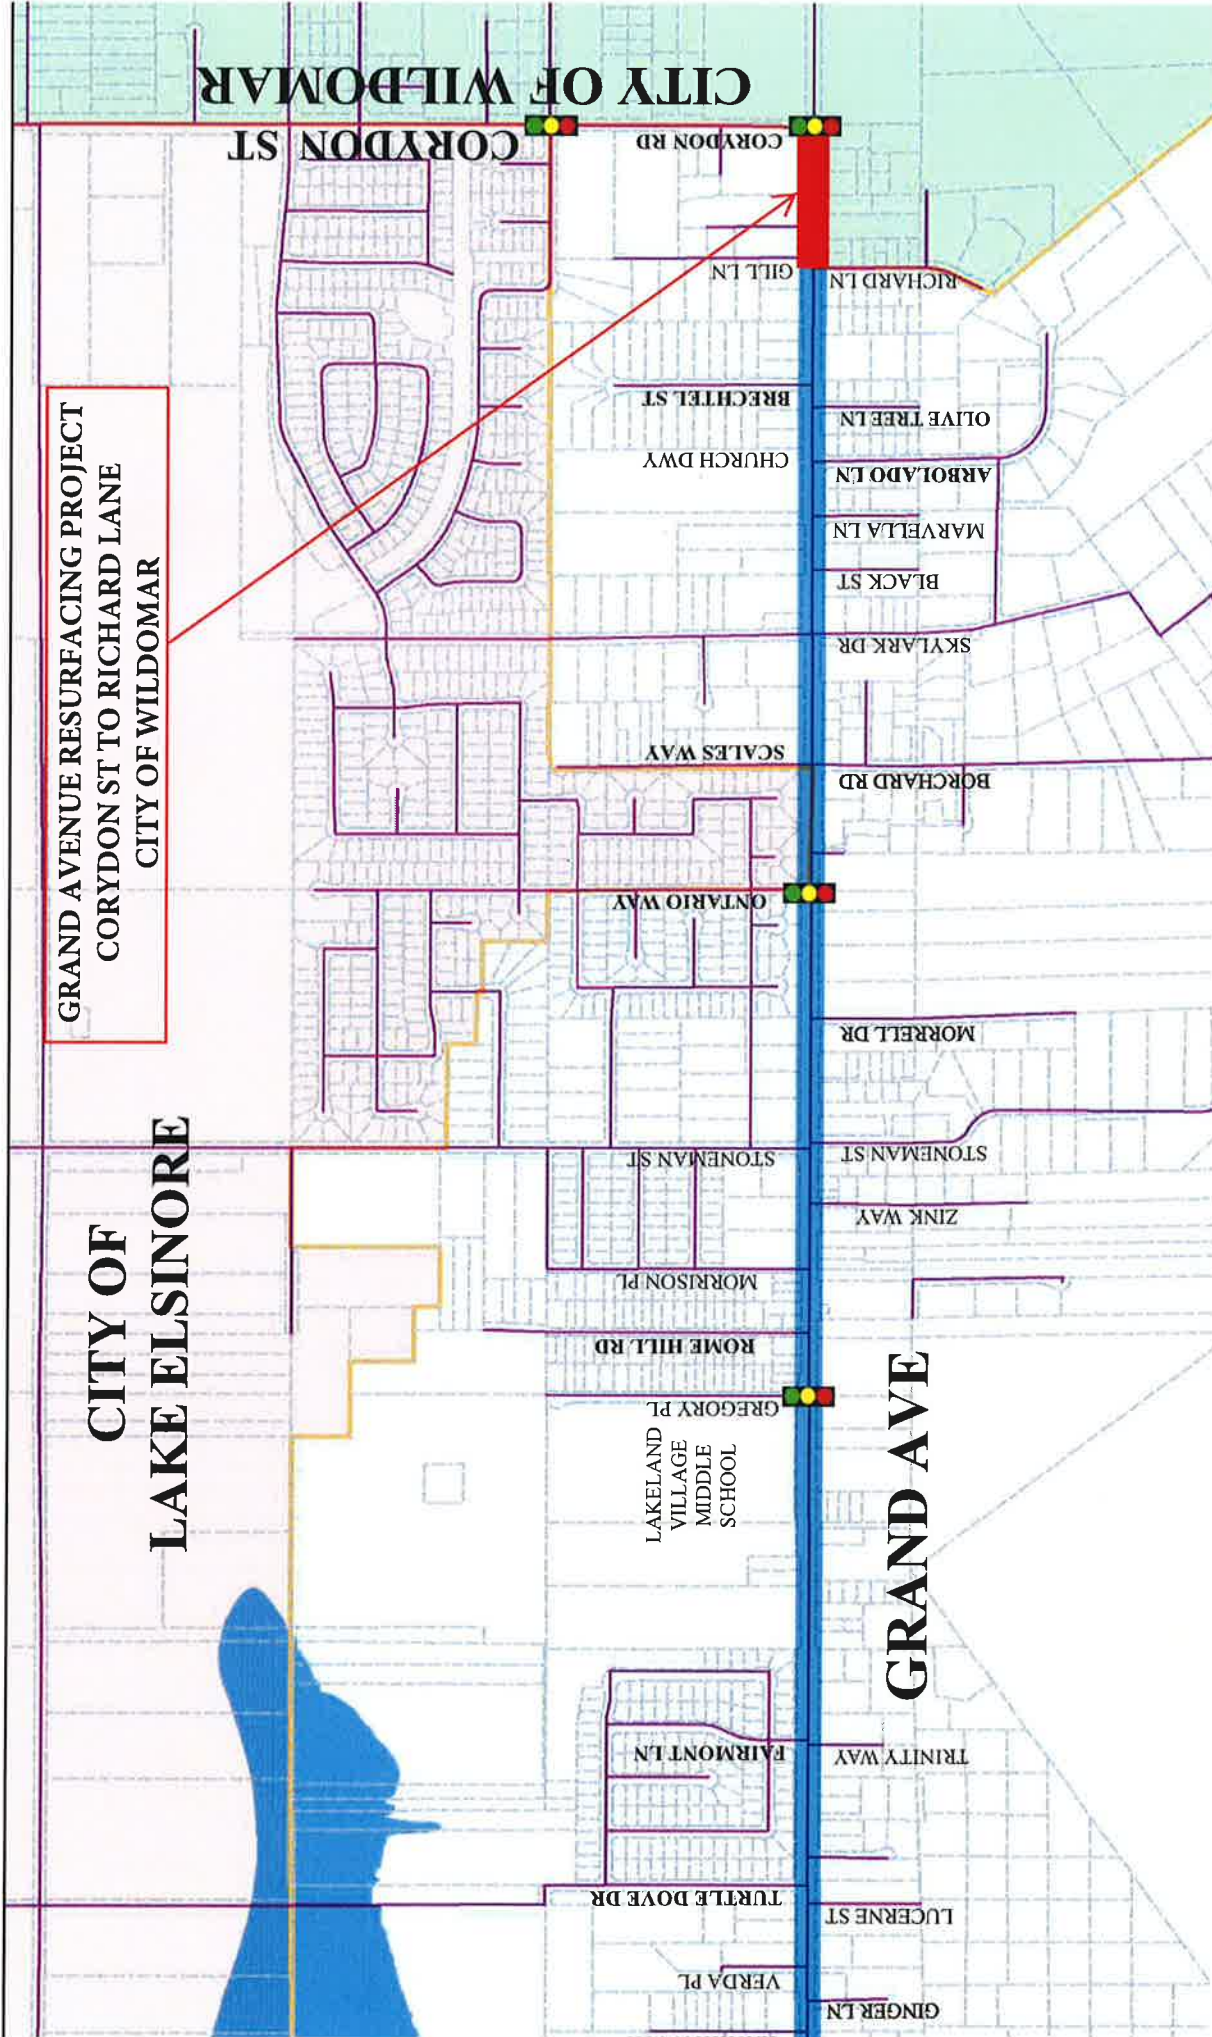 CITY OF WILDOMAR
CORYDON ST
CORYDON RD
GRAND AVENUE RESURFACING PROJECT
CORYDON ST TO RICHARD LANE
CITY OF WILDOMAR
GILL LN
RICHARD LN
BRECHTEL ST
OLIVE TREE LN
CHURCH DWY
ARBOLADO LN
MARVELLA LN
BLACK ST
SKYLARK DR
SCALES WAY
BORCHARD RD
ONTARIO WAY
MORRELL DR
CITY OF
LAKE ELSINORE
STONEMAN ST
STONEMAN ST
ZINK WAY
MORRISON PL
ROME HILL RD
GREGORY PL
LAKELAND
VILLAGE
MIDDLE
SCHOOL
GRAND AVE
FAIRMONT LN
TRINITY WAY
TURTLE DOVE DR
LUCERNE ST
VERDA PL
GINGER LN